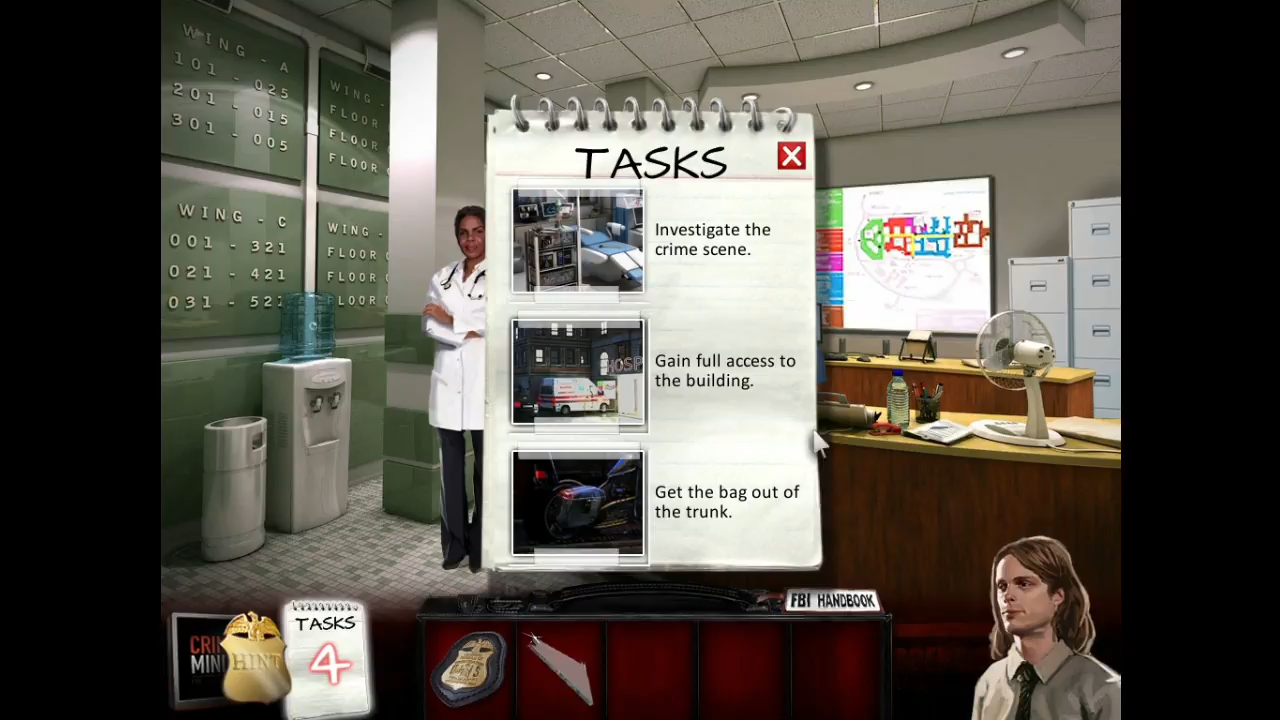 WING - A
101 - 025
201 - 015
301 - 005
WING -
FLOOR
FLOOR
FLOOR
WING - C
001 - 321
021 - 421
031 - 521
WING -
FLOOR
FLOOR
FLOOR
TASKS
Investigate the
crime scene.
Gain full access to
the building.
HOSP
Get the bag out of
the trunk.
FBI HANDBOOK
CRI
MIN
HINT
TASKS
4